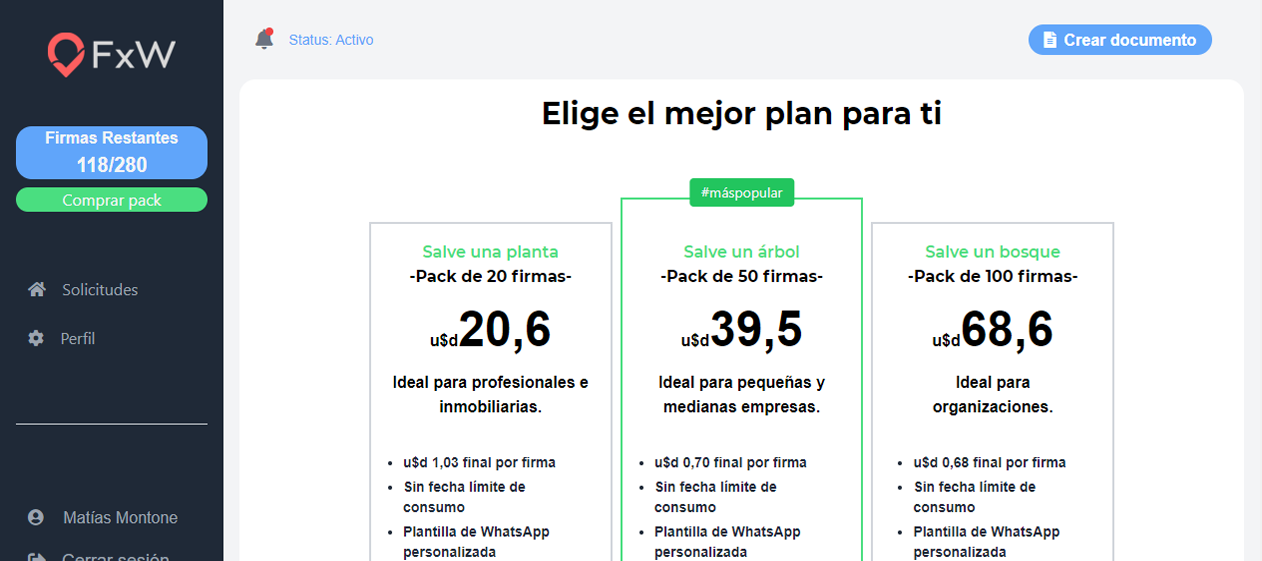 FxW
Status: Activo
Crear documento
Firmas Restantes
118/280
Comprar pack
Solicitudes
Perfil
Matías Montone
Cerrar sesión
Elige el mejor plan para ti
Salve una planta
-Pack de 20 firmas-
u$d20,6
Ideal para profesionales e
inmobiliarias.
• u$d 1,03 final por firma
• Sin fecha límite de
consumo
• Plantilla de WhatsApp
personalizada
#máspopular
Salve un árbol
-Pack de 50 firmas-
u$d39,5
Ideal para pequeñas y
medianas empresas.
• u$d 0,70 final por firma
• Sin fecha límite de
consumo
• Plantilla de WhatsApp
personalizada
Salve un bosque
-Pack de 100 firmas-
u$d68,6
Ideal para
organizaciones.
• u$d 0,68 final por firma
• Sin fecha límite de
consumo
• Plantilla de WhatsApp
personalizada